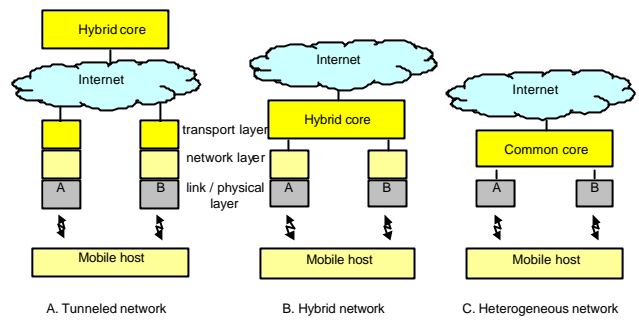 Hybrid core
Internet
transport layer
network layer
A
B
link / physical
layer
Mobile host
A. Tunneled network
Internet
Hybrid core
A
B
Mobile host
B. Hybrid network
Internet
Common core
A
B
Mobile host
C. Heterogeneous network